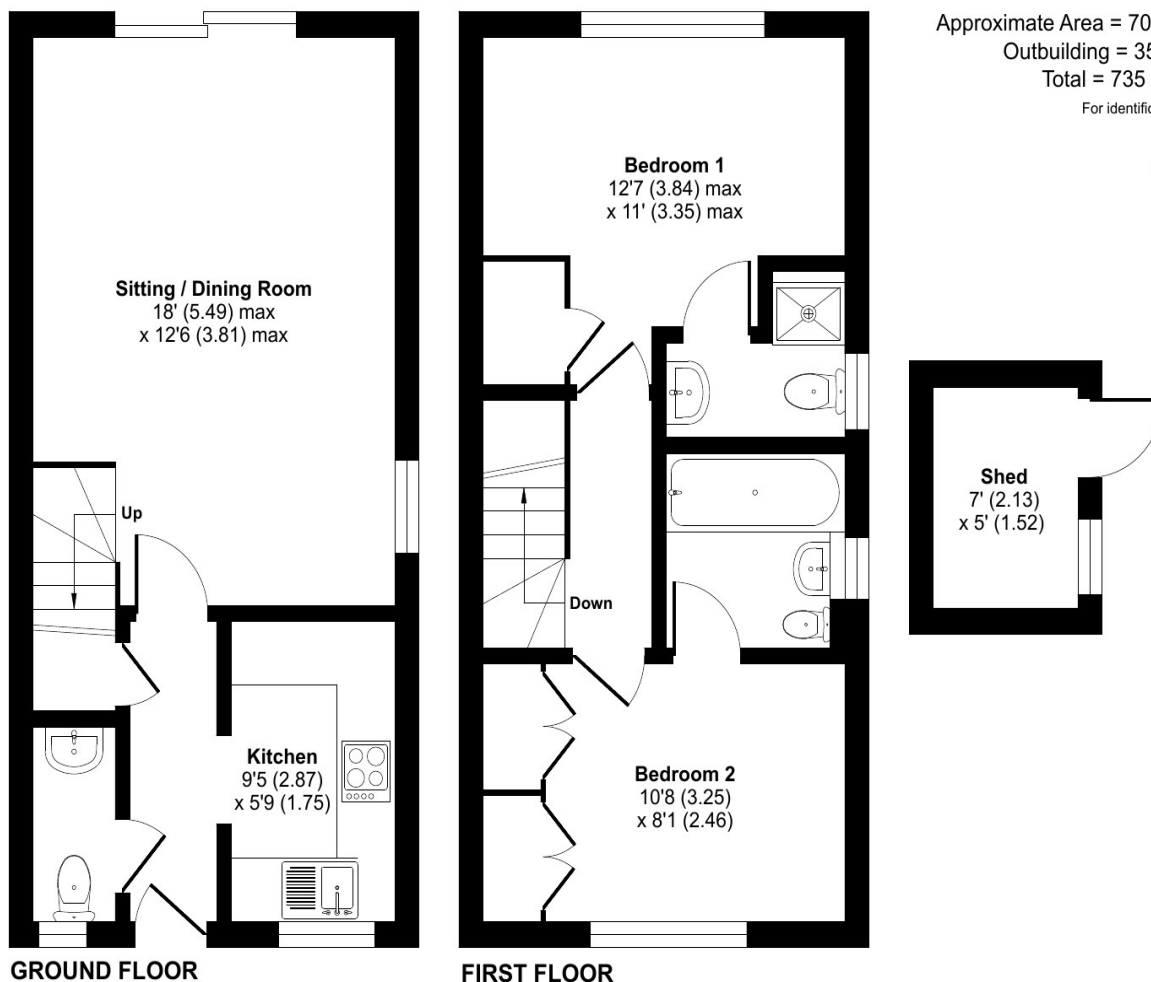 Approximate Area = 70
Outbuilding = 35
Total = 735
For identific
Bedroom 1
12'7 (3.84) max
x 11' (3.35) max
Sitting / Dining Room
18' (5.49) max
x 12'6 (3.81) max
Up
Down
Shed
7' (2.13)
x 5' (1.52)
Kitchen
9'5 (2.87)
x 5'9 (1.75)
Bedroom 2
10'8 (3.25)
x 8'1 (2.46)
GROUND FLOOR
FIRST FLOOR